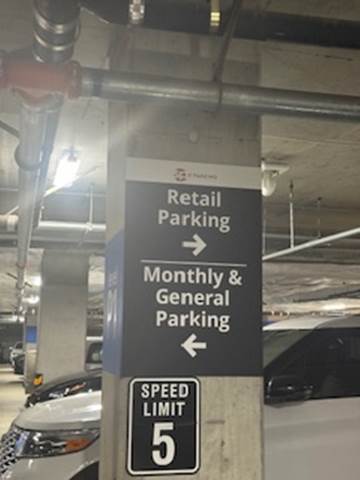 Retail
Parking
→
Monthly &
General
Parking
←
SPEED
LIMIT
5